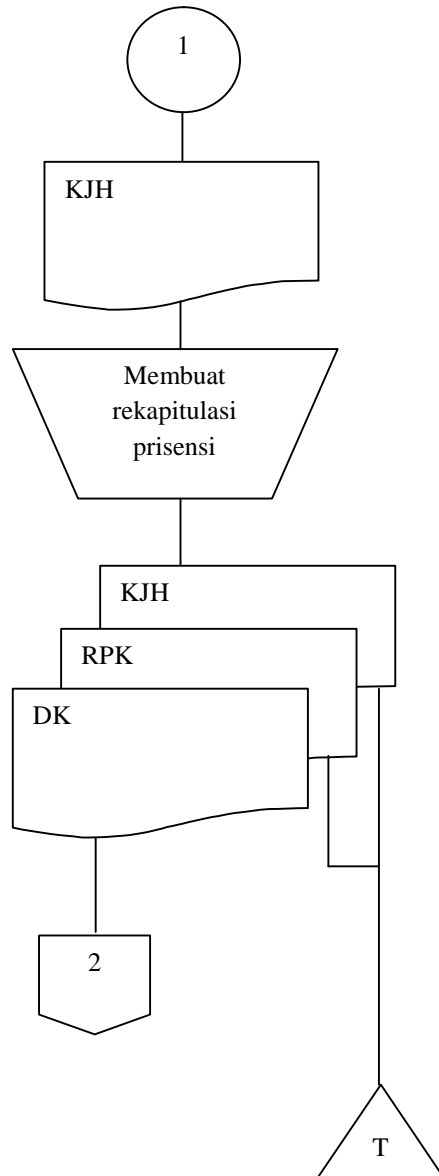 1
KJH
Membuat
rekapitulasi
prisensi
KJH
RPK
DK
2
T